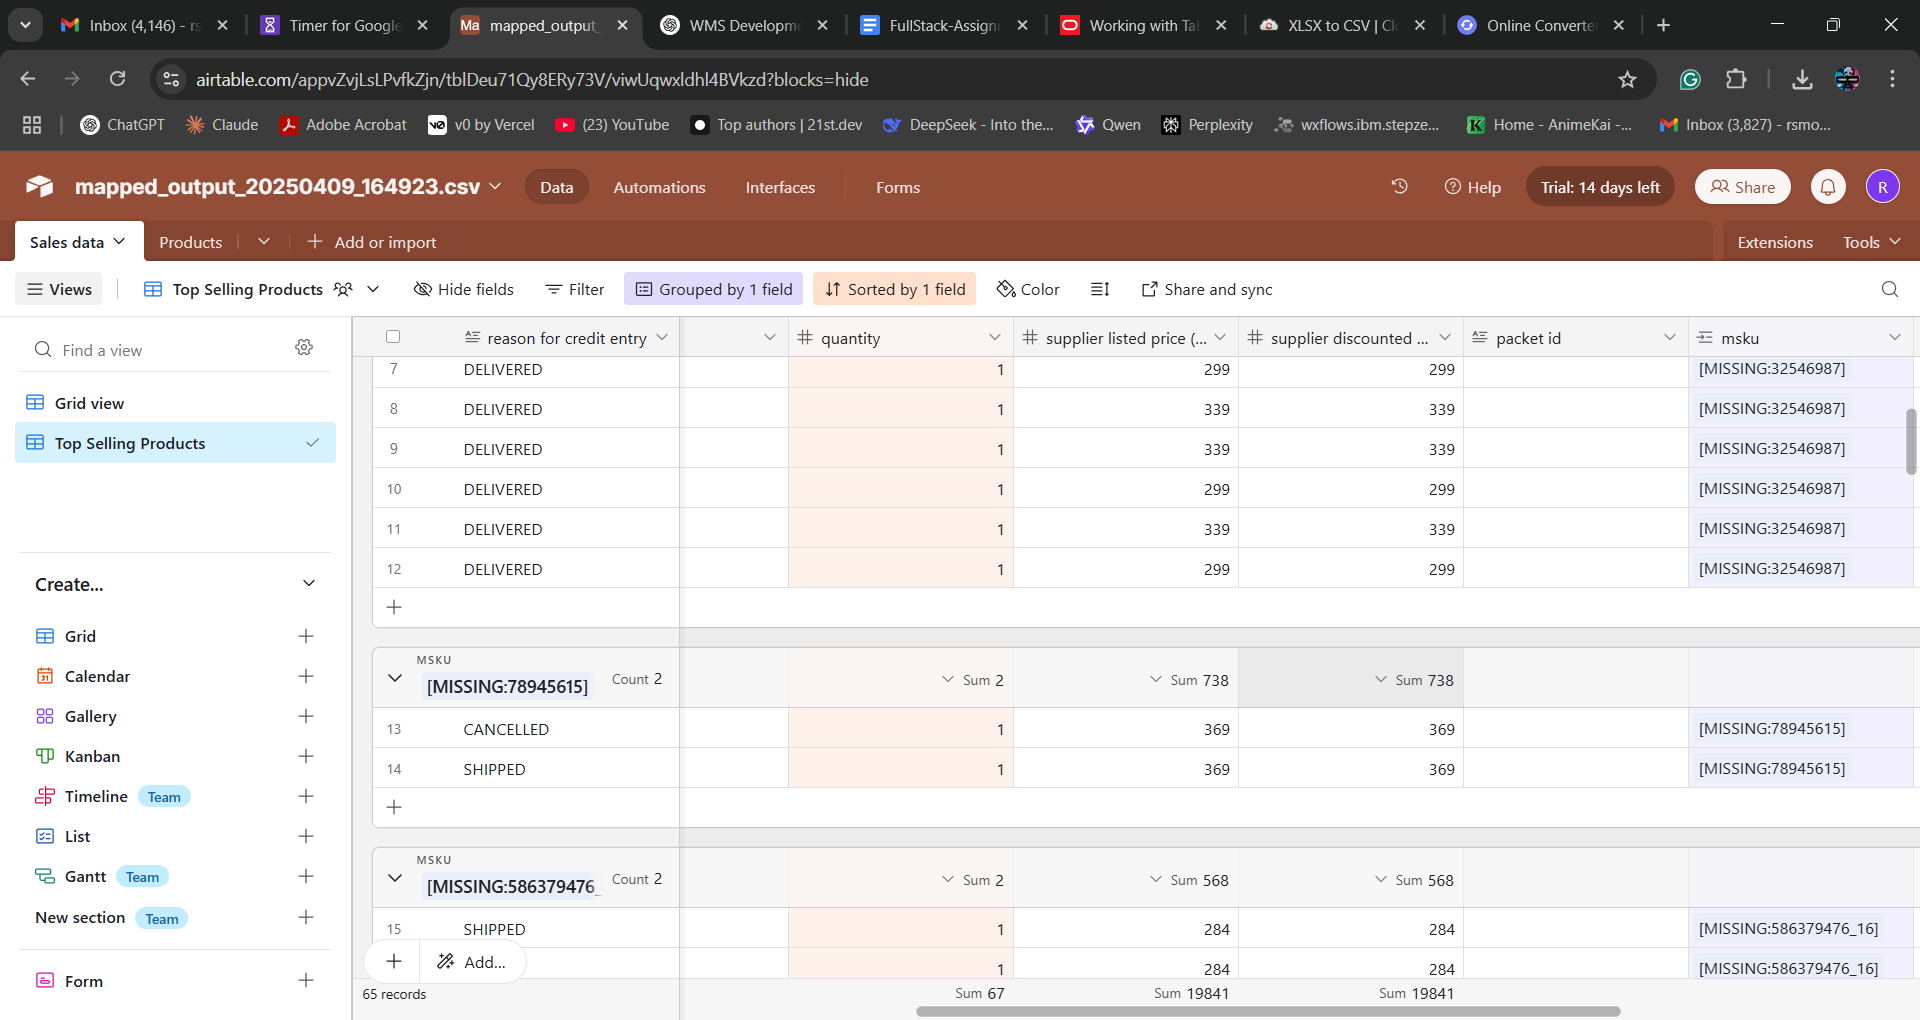 Inbox (4,146) - rs
Timer for Google
Ma mapped_output_
WMS Developme
FullStack-Assign
Working with Tab
XLSX to CSV | Cl
Online Converte
airtable.com/appvZvjLsLPvfkZjn/tblDeu71Qy8ERy73V/viwUqwxldhl4BVkzd?blocks=hide
ChatGPT
Claude
Adobe Acrobat
v0 by Vercel
(23) YouTube
Top authors | 21st.dev
DeepSeek - Into the...
Qwen
Perplexity
wxflows.ibm.stepze...
Home - AnimeKai -...
Inbox (3,827) - rsmo...
mapped_output_20250409_164923.csv
Data
Automations
Interfaces
Forms
Help
Trial: 14 days left
Share
R
Sales data
Products
Add or import
Extensions
Tools
Views
Top Selling Products
Hide fields
Filter
Grouped by 1 field
Sorted by 1 field
Color
Share and sync
Find a view
Grid view
Top Selling Products
Create...
Grid
Calendar
Gallery
Kanban
Timeline Team
List
Gantt Team
New section Team
Form
reason for credit entry quantity supplier listed price (... supplier discounted ... packet id msku
7 DELIVERED 1 299 299 [MISSING:32546987]
8 DELIVERED 1 339 339 [MISSING:32546987]
9 DELIVERED 1 339 339 [MISSING:32546987]
10 DELIVERED 1 299 299 [MISSING:32546987]
11 DELIVERED 1 339 339 [MISSING:32546987]
12 DELIVERED 1 299 299 [MISSING:32546987]
MSKU
[MISSING:78945615] Count 2 Sum 2 Sum 738 Sum 738
13 CANCELLED 1 369 369 [MISSING:78945615]
14 SHIPPED 1 369 369 [MISSING:78945615]
MSKU
[MISSING:586379476_ Count 2 Sum 2 Sum 568 Sum 568
15 SHIPPED 1 284 284 [MISSING:586379476_16]
1 284 284 [MISSING:586379476_16]
Add...
65 records Sum 67 Sum 19841 Sum 19841